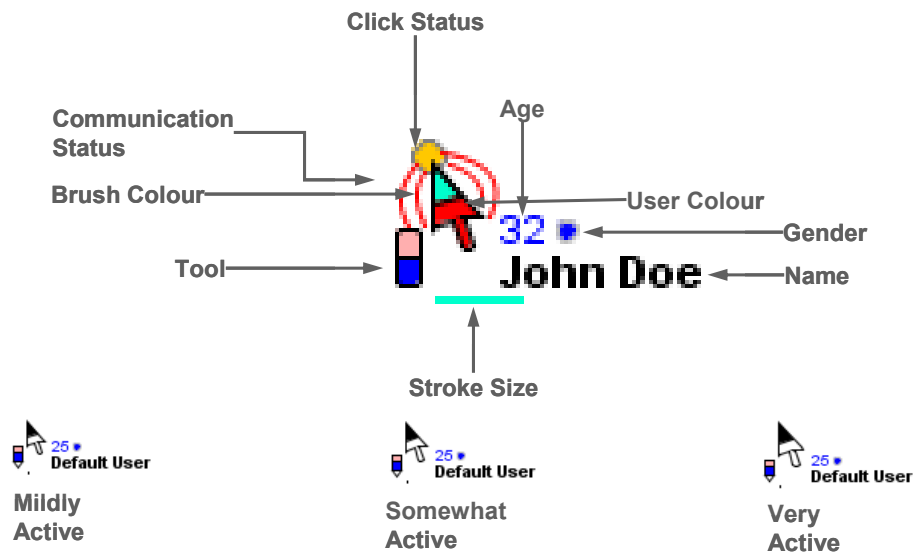 Click Status
Age
Communication
Status
Brush Colour
User Colour
32
Gender
Tool
John Doe
Name
Stroke Size
25
Default User
Mildly
Active
25
Default User
Somewhat
Active
25
Default User
Very
Active